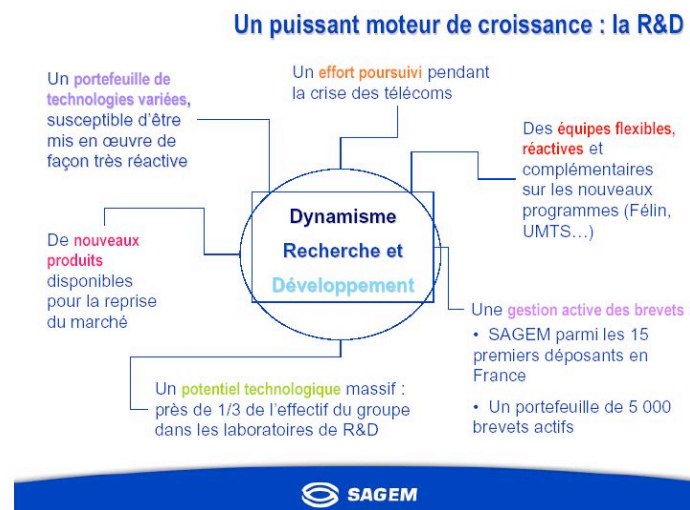 Un puissant moteur de croissance : la R&D
Un portefeuille de
technologies variées,
susceptible d'être
mis en œuvre de
façon très réactive
Un effort poursuivi pendant
la crise des télécoms
Des équipes flexibles,
réactives et
complémentaires
sur les nouveaux
programmes (Félin,
UMTS…)
Dynamisme
Recherche et
Développement
De nouveaux
produits
disponibles
pour la reprise
du marché
Une gestion active des brevets
• SAGEM parmi les 15
premiers déposants en
France
• Un portefeuille de 5 000
brevets actifs
Un potentiel technologique massif :
près de 1/3 de l'effectif du groupe
dans les laboratoires de R&D
SAGEM